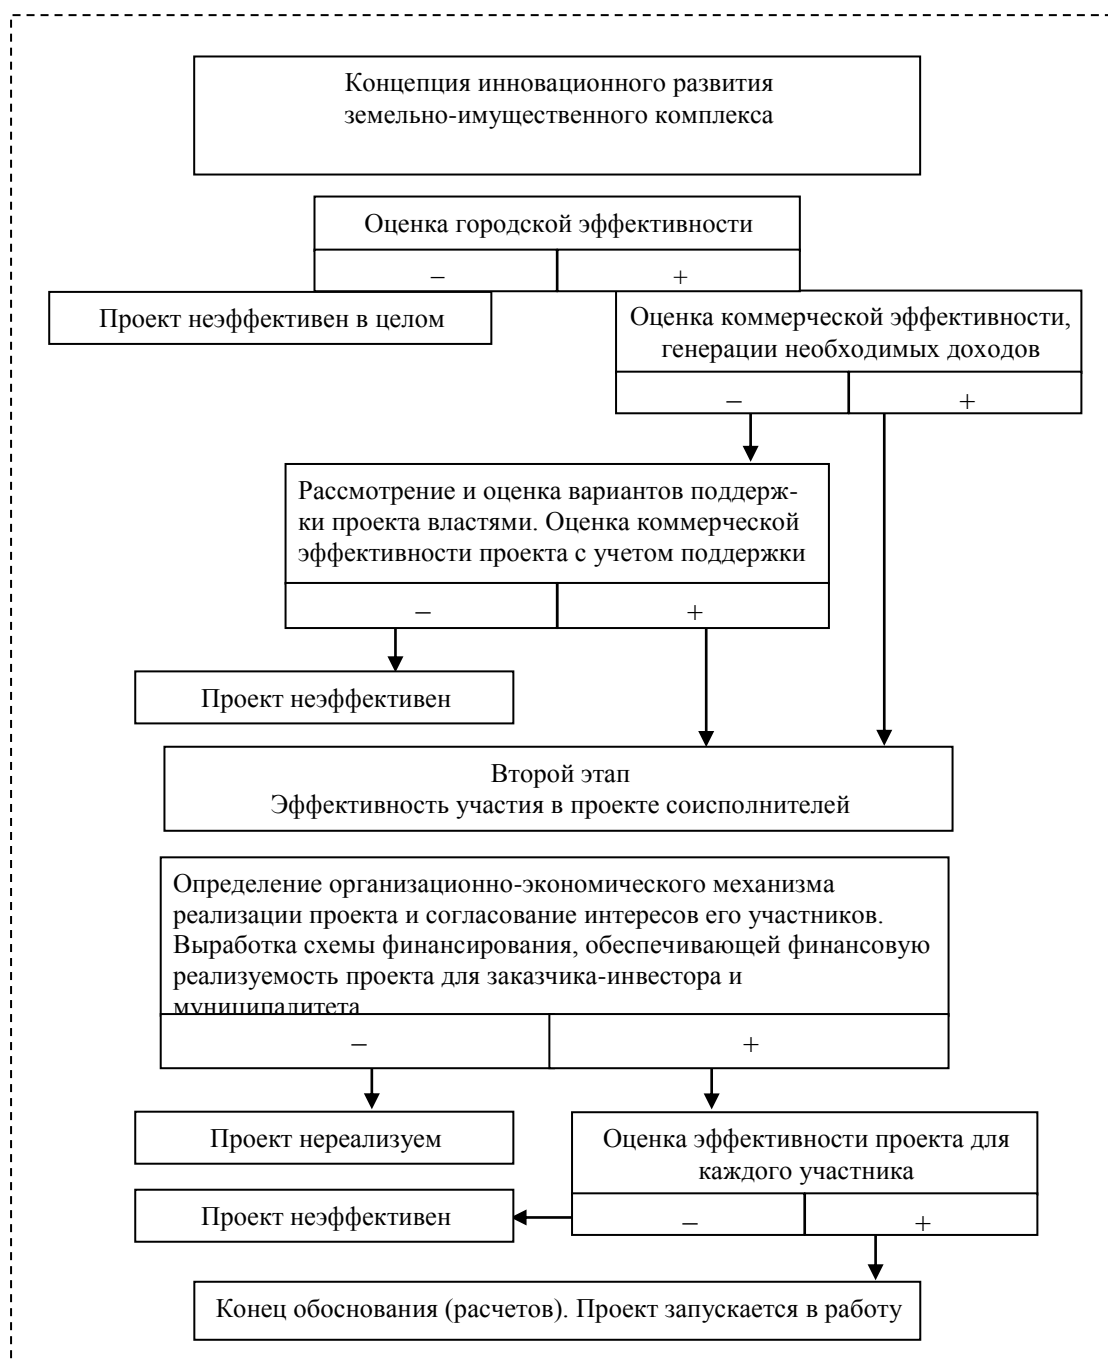 Концепция инновационного развития
земельно-имущественного комплекса
Оценка городской эффективности
– +
Проект неэффективен в целом
Оценка коммерческой эффективности,
генерации необходимых доходов
– +
Рассмотрение и оценка вариантов поддерж-
ки проекта властями. Оценка коммерческой
эффективности проекта с учетом поддержки
– +
Проект неэффективен
Второй этап
Эффективность участия в проекте соисполнителей
Определение организационно-экономического механизма
реализации проекта и согласование интересов его участников.
Выработка схемы финансирования, обеспечивающей финансовую
реализуемость проекта для заказчика-инвестора и
муниципалитета
– +
Проект нереализуем
Оценка эффективности проекта для
каждого участника
– +
Проект неэффективен
Конец обоснования (расчетов). Проект запускается в работу